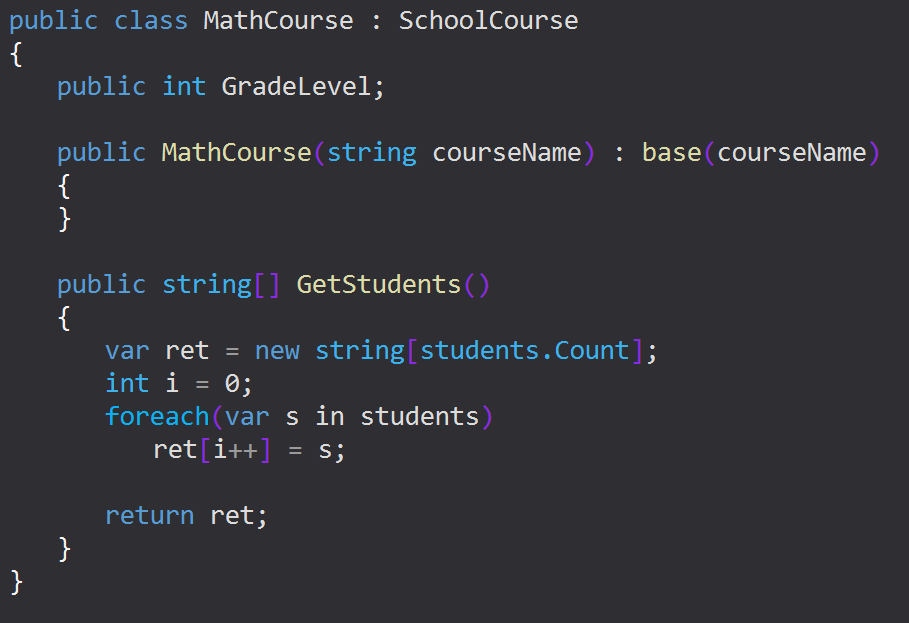 public class MathCourse : SchoolCourse
{
   public int GradeLevel;

   public MathCourse(string courseName) : base(courseName)
   {
   }

   public string[] GetStudents()
   {
      var ret = new string[students.Count];
      int i = 0;
      foreach(var s in students)
         ret[i++] = s;

      return ret;
   }
}